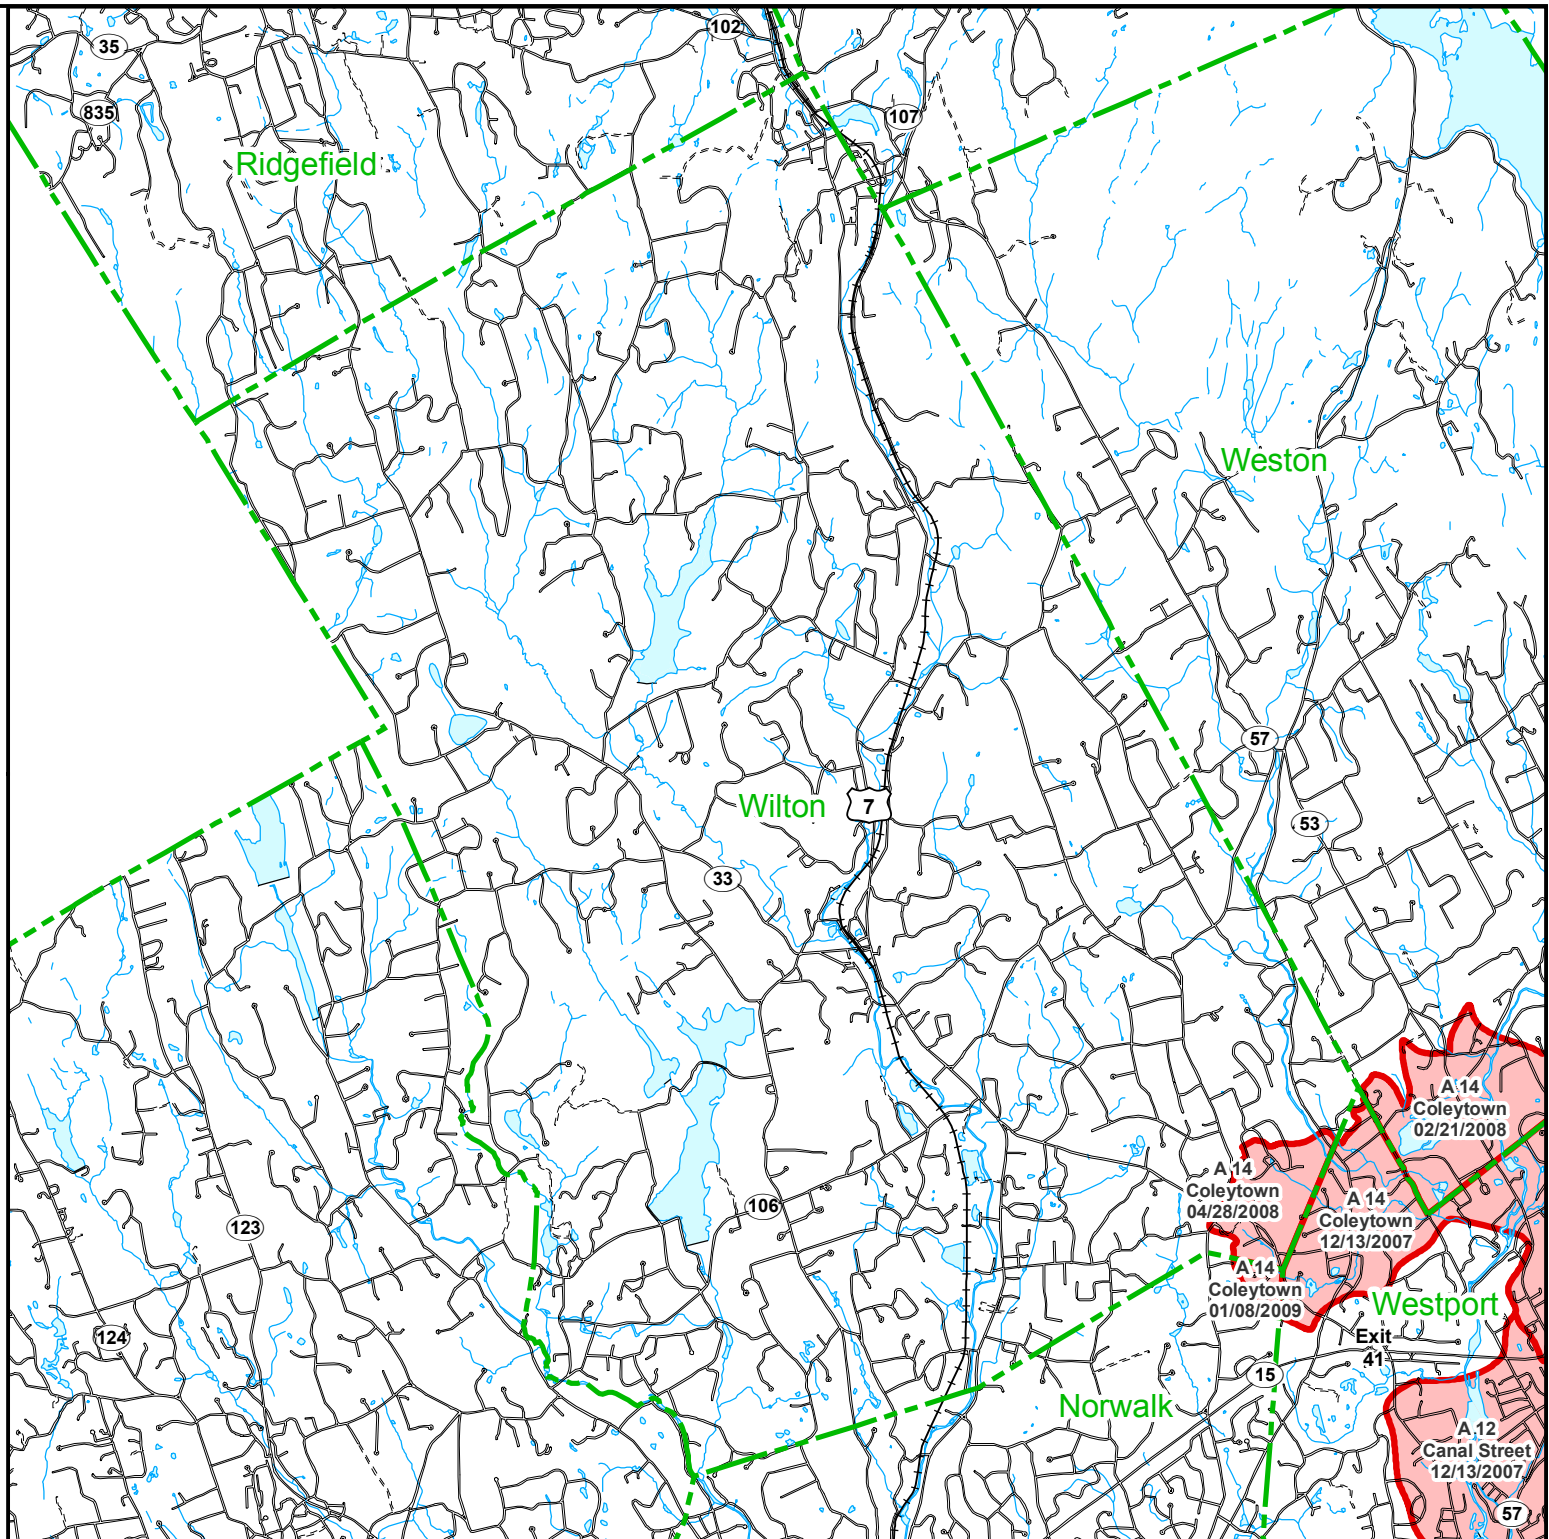 102
35
835
107
Ridgefield
Weston
57
Wilton
7
53
33
A 14
Coleytown
02/21/2008
A 14
Coleytown
04/28/2008
A 14
Coleytown
12/13/2007
106
123
A 14
Coleytown
01/08/2009
Westport
124
Exit
41
15
Norwalk
A 12
Canal Street
12/13/2007
57